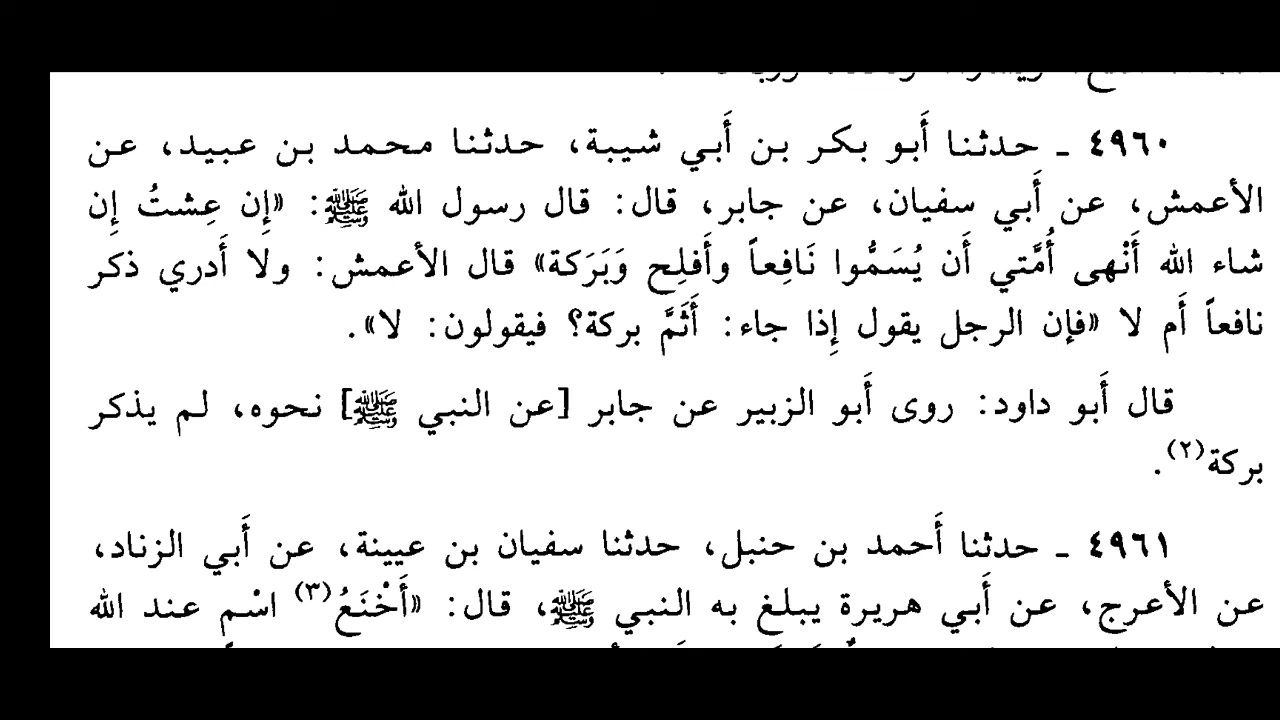 ٤٩٦٠ ـ حدثنا أَبو بكر بن أَبي شيبة، حدثنا محمد بن عبيد، عن
الأعمش، عن أَبي سفيان، عن جابر، قال: قال رسول الله ﷺ: «إِن عِشتُ إِن
شاء الله أَنْهى أُمَّتي أَن يُسَمُّوا نَافِعاً وأَفلِح وَبَرَكة» قال الأعمش: ولا أَدري ذكر
نافعاً أَم لا «فإن الرجل يقول إِذا جاء: أَثَمَّ بركة؟ فيقولون: لا».
قال أَبو داود: روى أَبو الزبير عن جابر [عن النبي ﷺ] نحوه، لم يذكر
بركة(٢).
٤٩٦١ ـ حدثنا أَحمد بن حنبل، حدثنا سفيان بن عيينة، عن أَبي الزناد،
عن الأعرج، عن أَبي هريرة يبلغ به النبي ﷺ، قال: «أَخْنَعُ(٣) اسْم عند الله